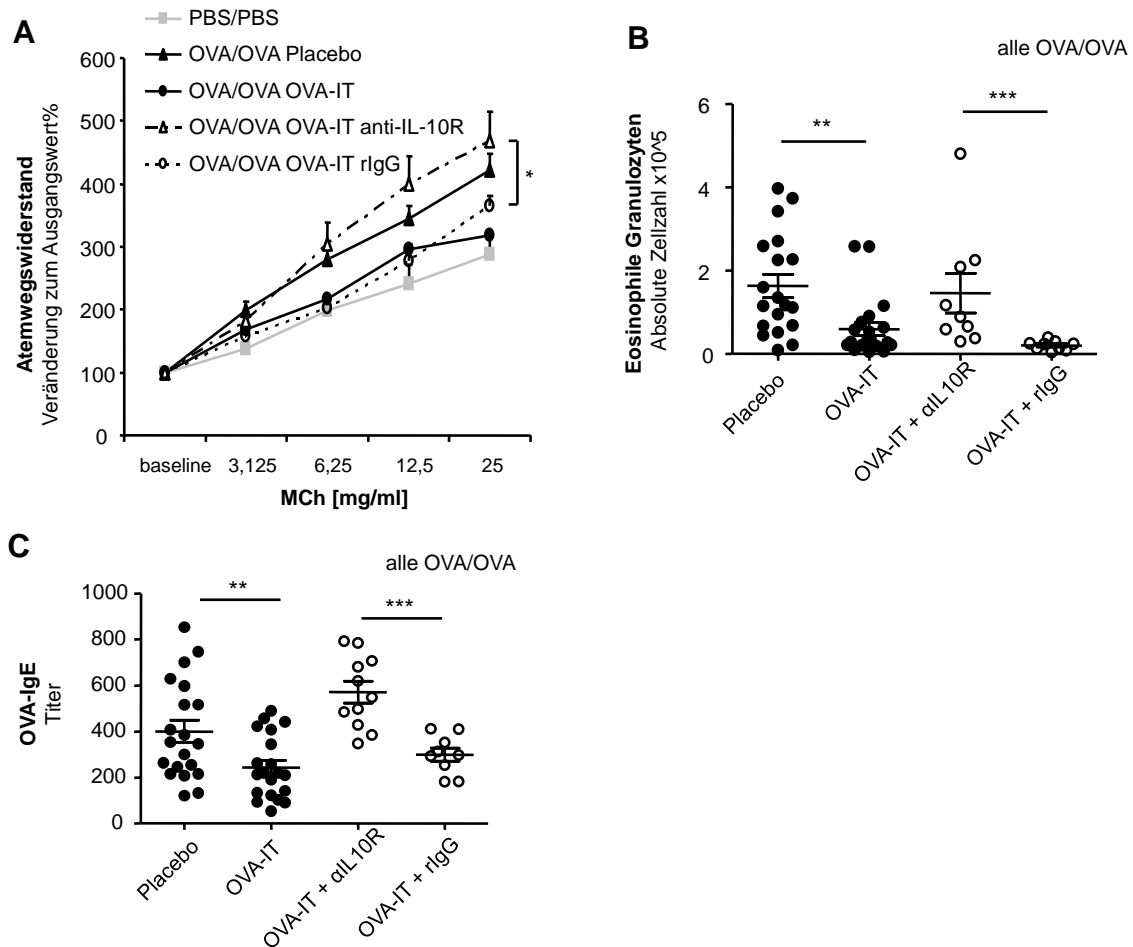 A
PBS/PBS
OVA/OVA Placebo
OVA/OVA OVA-IT
OVA/OVA OVA-IT anti-IL-10R
OVA/OVA OVA-IT rIgG
Atemwegswiderstand
Veränderung zum Ausgangswert%
600
500
400
300
200
100
0
*
baseline 3,125 6,25 12,5 25
MCh [mg/ml]
B
alle OVA/OVA
Eosinophile Granulozyten
Absolute Zellzahl x10^5
6
4
2
0
** ***
Placebo
OVA-IT
OVA-IT + αIL10R
OVA-IT + rIgG
C
alle OVA/OVA
OVA-IgE
Titer
1000
800
600
400
200
0
** ***
Placebo
OVA-IT
OVA-IT + αIL10R
OVA-IT + rIgG